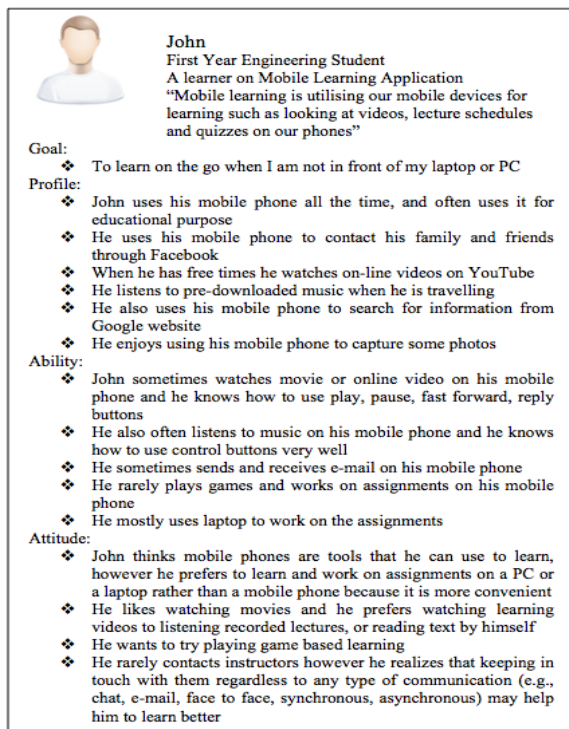 John
First Year Engineering Student
A learner on Mobile Learning Application
“Mobile learning is utilising our mobile devices for
learning such as looking at videos, lecture schedules
and quizzes on our phones”
Goal:
❖ To learn on the go when I am not in front of my laptop or PC
Profile:
❖ John uses his mobile phone all the time, and often uses it for
educational purpose
❖ He uses his mobile phone to contact his family and friends
through Facebook
❖ When he has free times he watches on-line videos on YouTube
❖ He listens to pre-downloaded music when he is travelling
❖ He also uses his mobile phone to search for information from
Google website
❖ He enjoys using his mobile phone to capture some photos
Ability:
❖ John sometimes watches movie or online video on his mobile
phone and he knows how to use play, pause, fast forward, reply
buttons
❖ He also often listens to music on his mobile phone and he knows
how to use control buttons very well
❖ He sometimes sends and receives e-mail on his mobile phone
❖ He rarely plays games and works on assignments on his mobile
phone
❖ He mostly uses laptop to work on the assignments
Attitude:
❖ John thinks mobile phones are tools that he can use to learn,
however he prefers to learn and work on assignments on a PC or
a laptop rather than a mobile phone because it is more convenient
❖ He likes watching movies and he prefers watching learning
videos to listening recorded lectures, or reading text by himself
❖ He wants to try playing game based learning
❖ He rarely contacts instructors however he realizes that keeping in
touch with them regardless to any type of communication (e.g.,
chat, e-mail, face to face, synchronous, asynchronous) may help
him to learn better